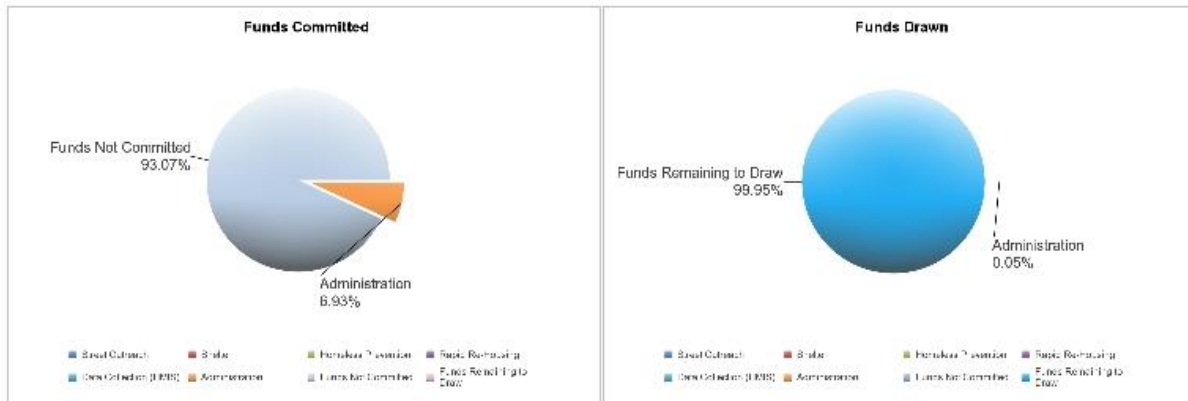 Funds Committed
Funds Not Committed
93.07%
Administration
6.93%
Street Outreach
Shelter
Homeless Prevention
Rapid Re-Housing
Data Collection (HMIS)
Administration
Funds Not Committed
Funds Remaining to
Draw
Funds Drawn
Funds Remaining to Draw
99.95%
Administration
0.05%
Street Outreach
Shelter
Homeless Prevention
Rapid Re-Housing
Data Collection (HMIS)
Administration
Funds Not Committed
Funds Remaining to
Draw